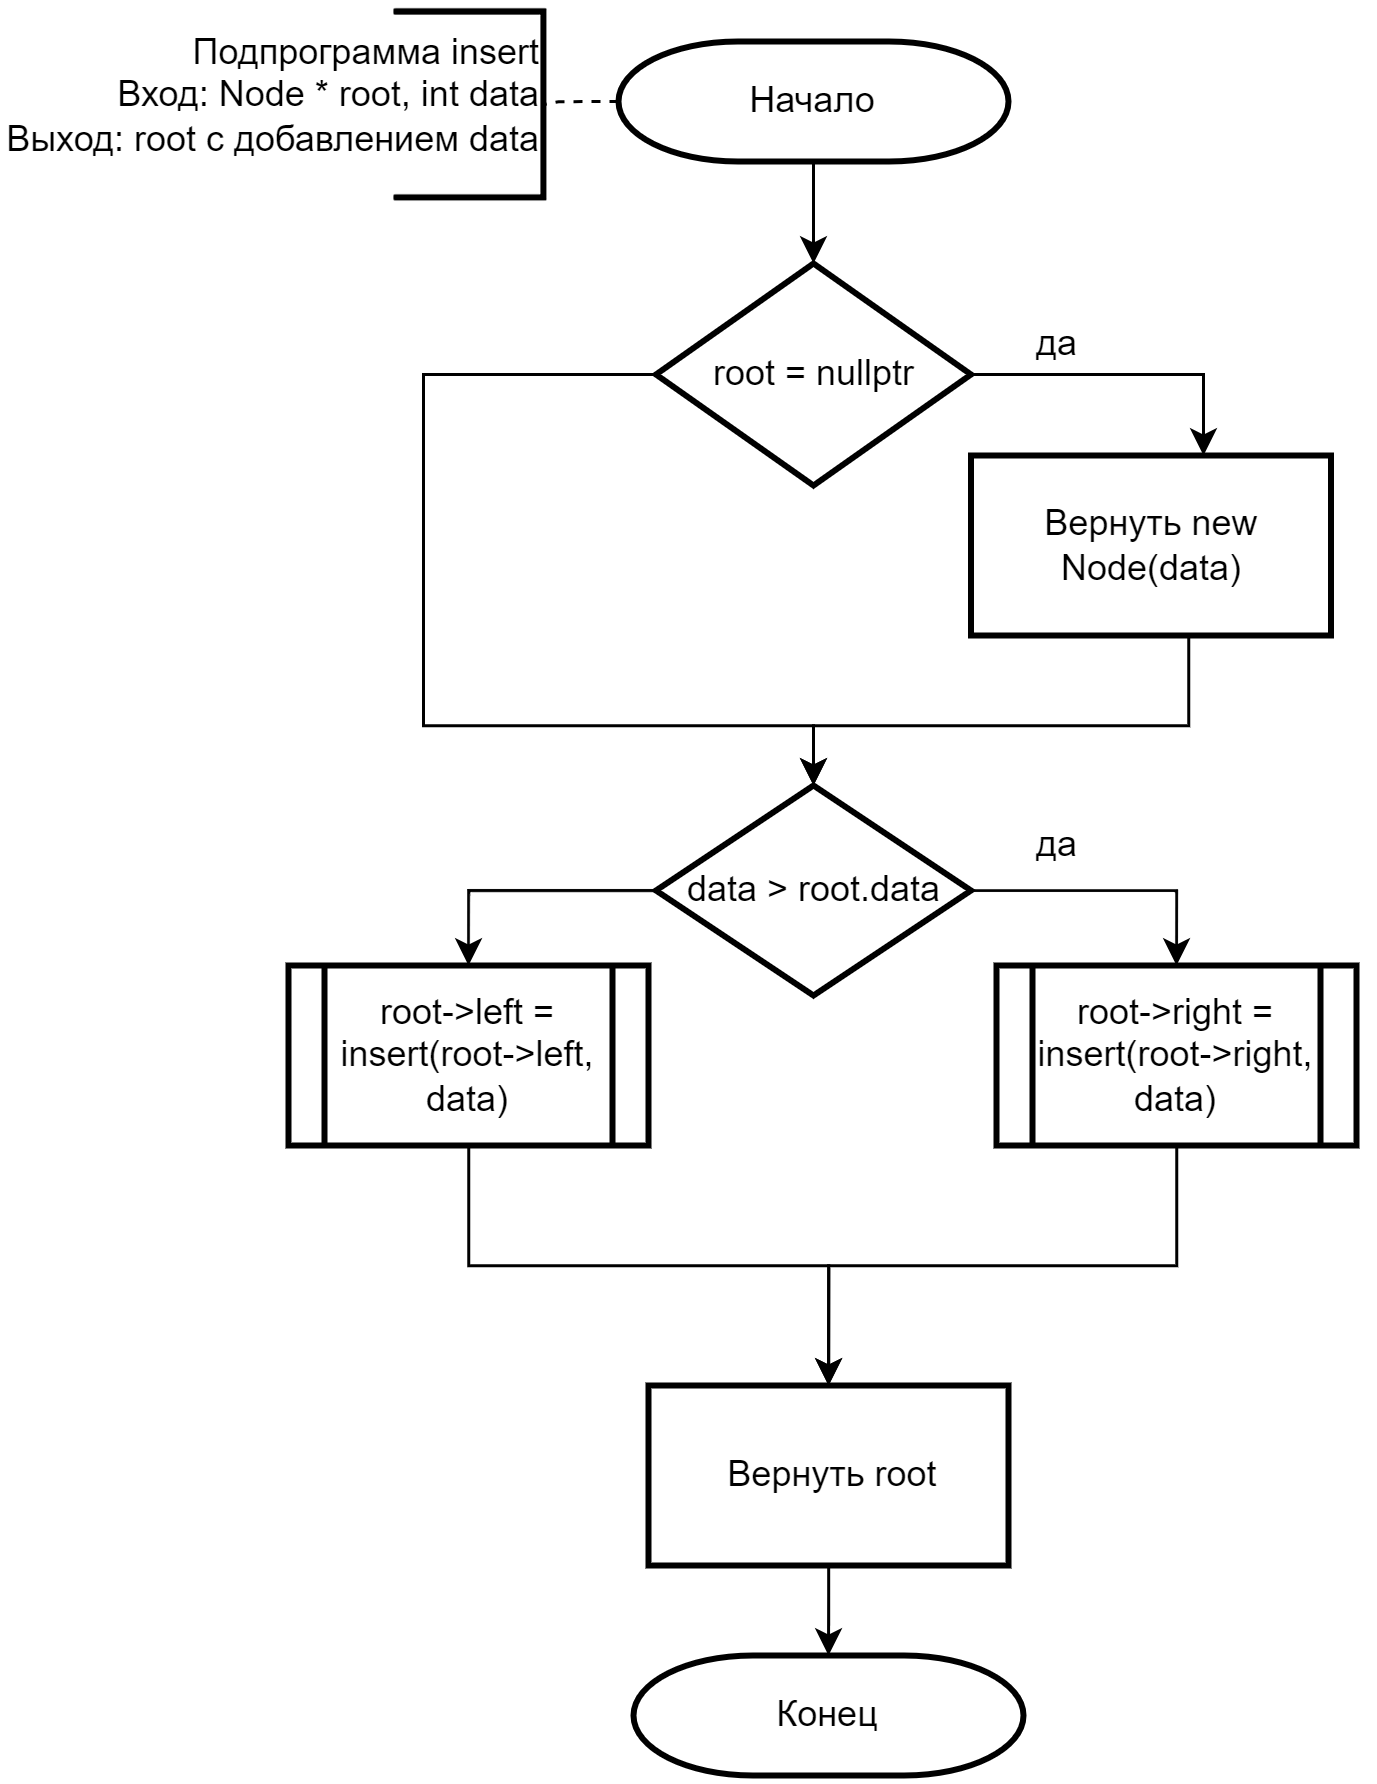 Подпрограмма insert
Вход: Node * root, int data
Выход: root с добавлением data
Начало
root = nullptr
да
Вернуть new
Node(data)
data > root.data
да
root->left =
insert(root->left,
data)
root->right =
insert(root->right,
data)
Вернуть root
Конец